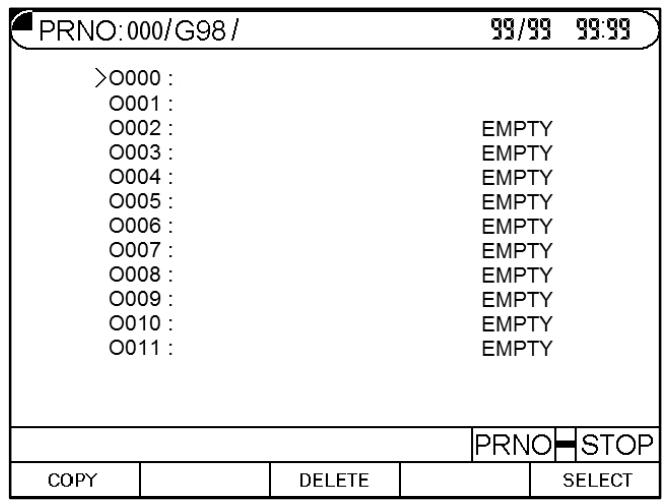 PRNO:000/G98/ 99/99 99:99
>O000 :
O001 :
O002 : EMPTY
O003 : EMPTY
O004 : EMPTY
O005 : EMPTY
O006 : EMPTY
O007 : EMPTY
O008 : EMPTY
O009 : EMPTY
O010 : EMPTY
O011 : EMPTY
PRNO STOP
COPY DELETE SELECT